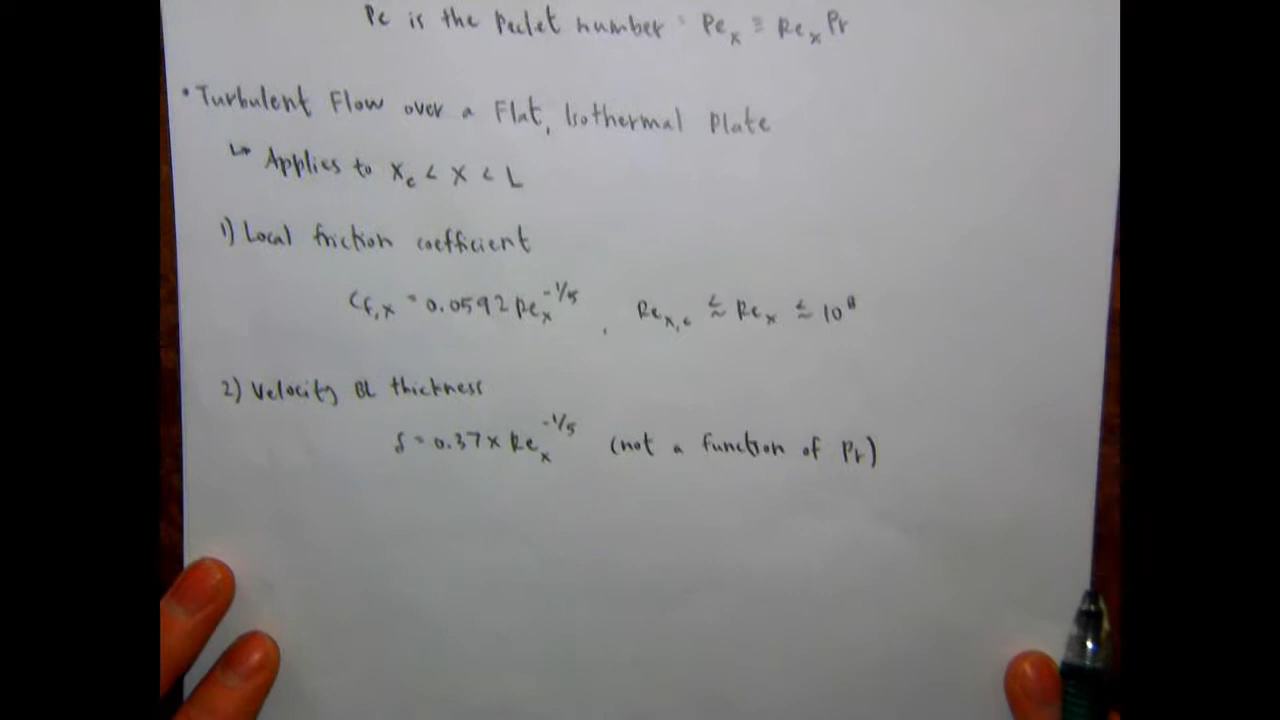 Pe is the Peclet number : Pe_x ≡ Re_x Pr
• Turbulent Flow over a Flat, Isothermal Plate
↳ Applies to x_c < x < L
1) Local friction coefficient
C_f,x = 0.0592 Re_x^-1/5 , Re_x,c ≲ Re_x ≲ 10^8
2) Velocity BL thickness
δ = 0.37 x Re_x^-1/5 (not a function of Pr)